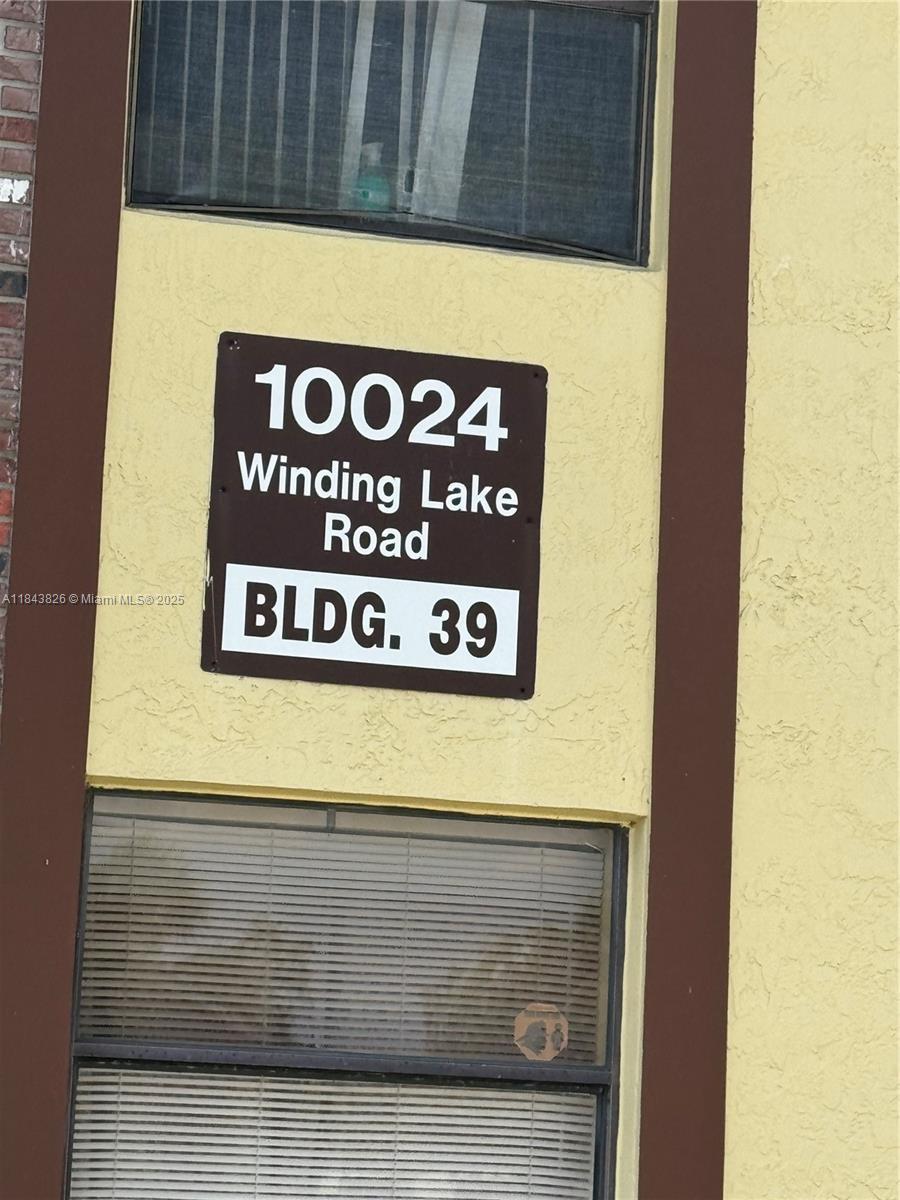 10024
Winding Lake
Road
BLDG. 39
A11843826 © Miami MLS® 2025